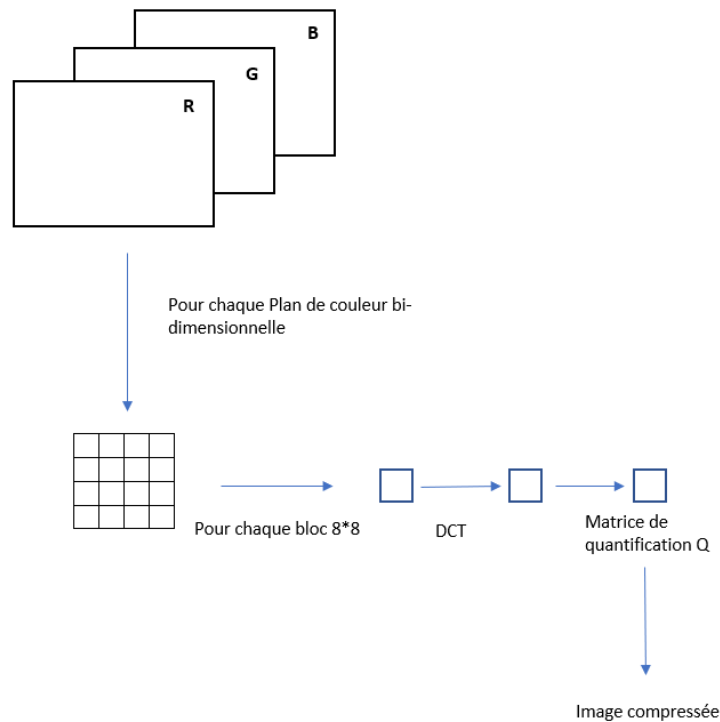 B
G
R
Pour chaque Plan de couleur bi-
dimensionnelle
Pour chaque bloc 8*8
DCT
Matrice de
quantification Q
Image compressée